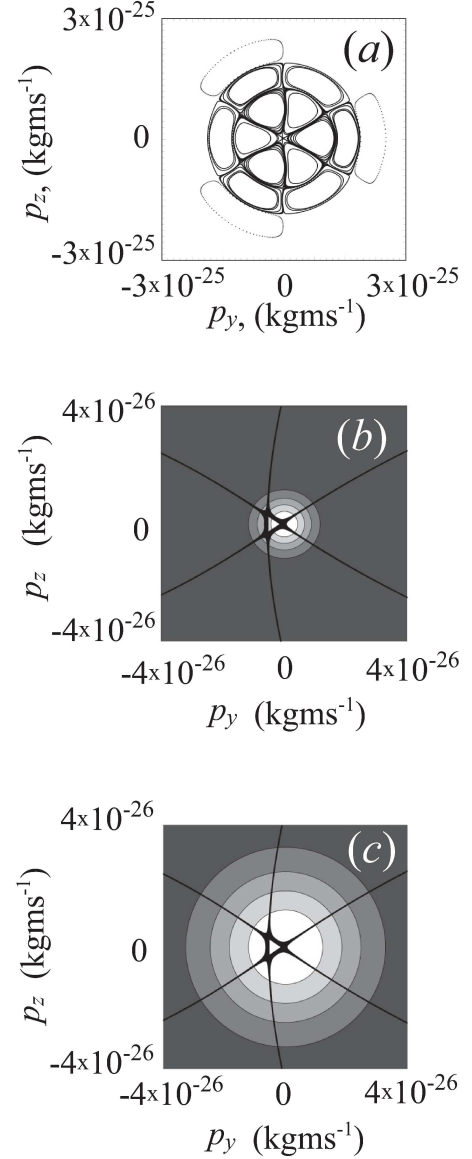 3x10⁻²⁵
(a)
p_z, (kgms⁻¹)
0
-3x10⁻²⁵
-3x10⁻²⁵ 0 3x10⁻²⁵
p_y, (kgms⁻¹)
4x10⁻²⁶
(b)
p_z (kgms⁻¹)
0
-4x10⁻²⁶
-4x10⁻²⁶ 0 4x10⁻²⁶
p_y (kgms⁻¹)
4x10⁻²⁶
(c)
p_z (kgms⁻¹)
0
-4x10⁻²⁶
-4x10⁻²⁶ 0 4x10⁻²⁶
p_y (kgms⁻¹)